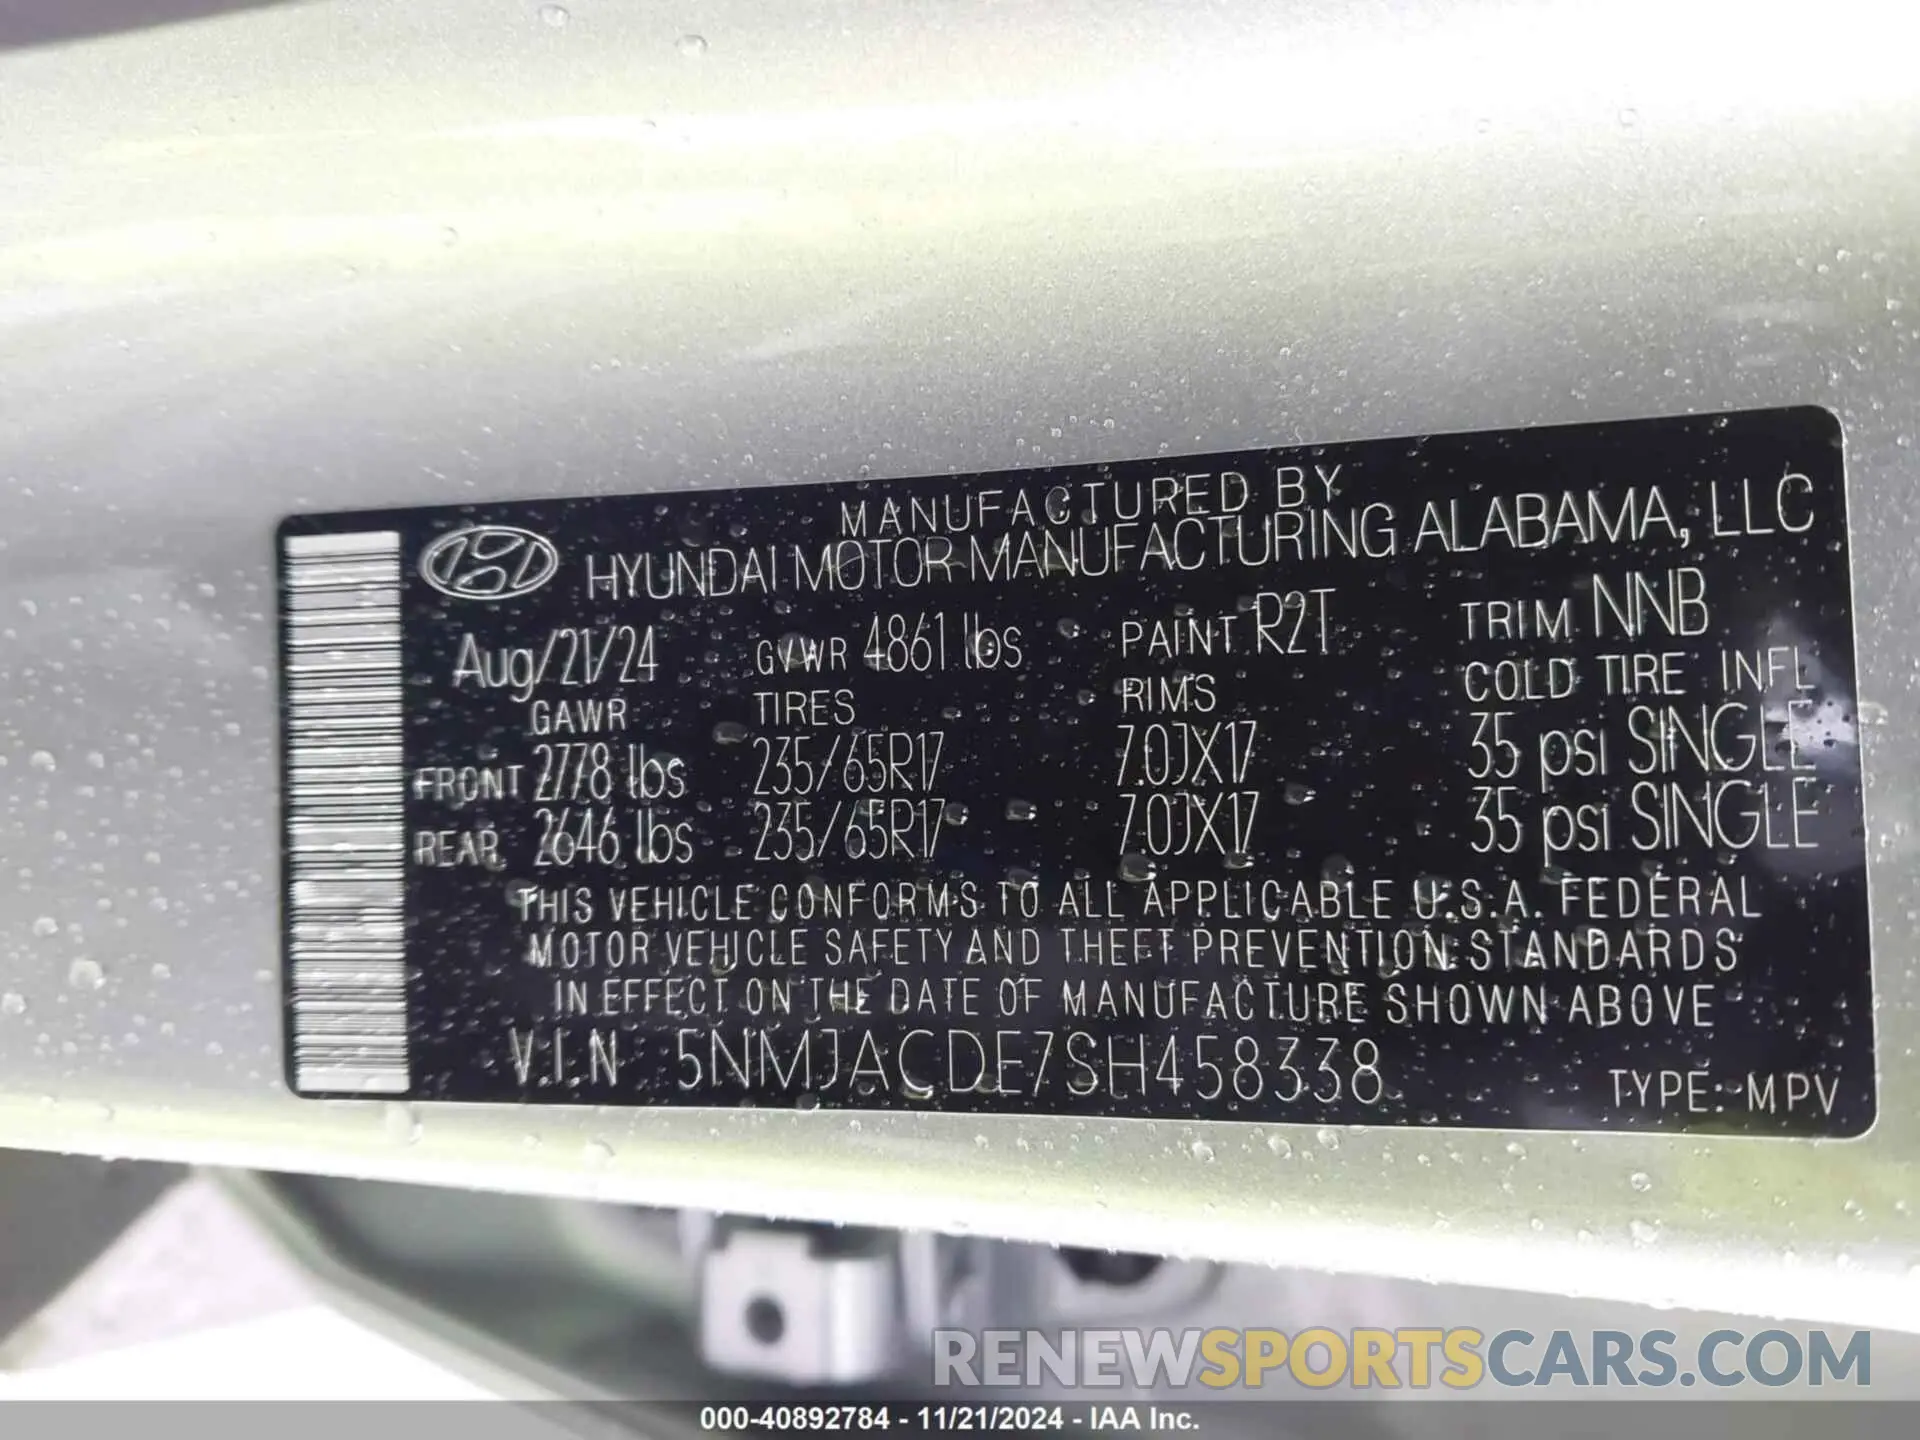 MANUFACTURED BY
HYUNDAI MOTOR MANUFACTURING ALABAMA, LLC
Aug/21/24 GVWR 4861 lbs PAINT R2T TRIM NNB
GAWR TIRES RIMS COLD TIRE INFL
FRONT 2778 lbs 235/65R17 7.0JX17 35 psi SINGLE
REAR 2646 lbs 235/65R17 7.0JX17 35 psi SINGLE
THIS VEHICLE CONFORMS TO ALL APPLICABLE U.S.A. FEDERAL
MOTOR VEHICLE SAFETY AND THEFT PREVENTION STANDARDS
IN EFFECT ON THE DATE OF MANUFACTURE SHOWN ABOVE
V.I.N 5NMJACDE7SH458338
TYPE: MPV
RENEWSPORTSCARS.COM
000-40892784 - 11/21/2024 - IAA Inc.